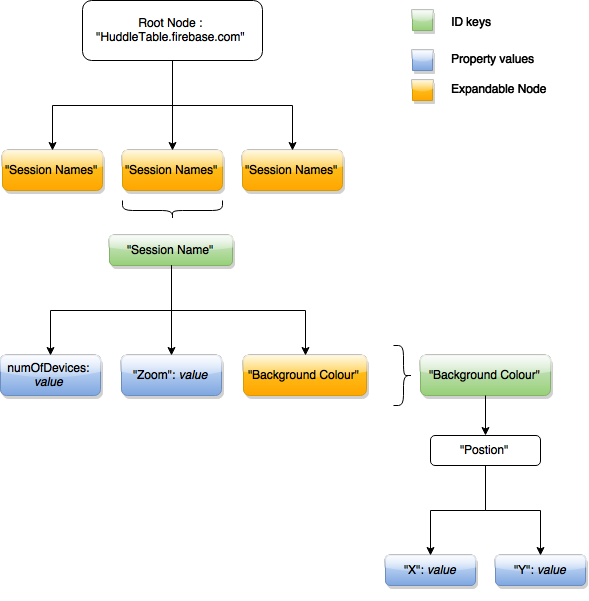 Root Node :
"HuddleTable.firebase.com"
ID keys
Property values
Expandable Node
"Session Names"
"Session Names"
"Session Names"
"Session Name"
numOfDevices:
value
"Zoom": value
"Background Colour"
"Background Colour"
"Postion"
"X": value
"Y": value